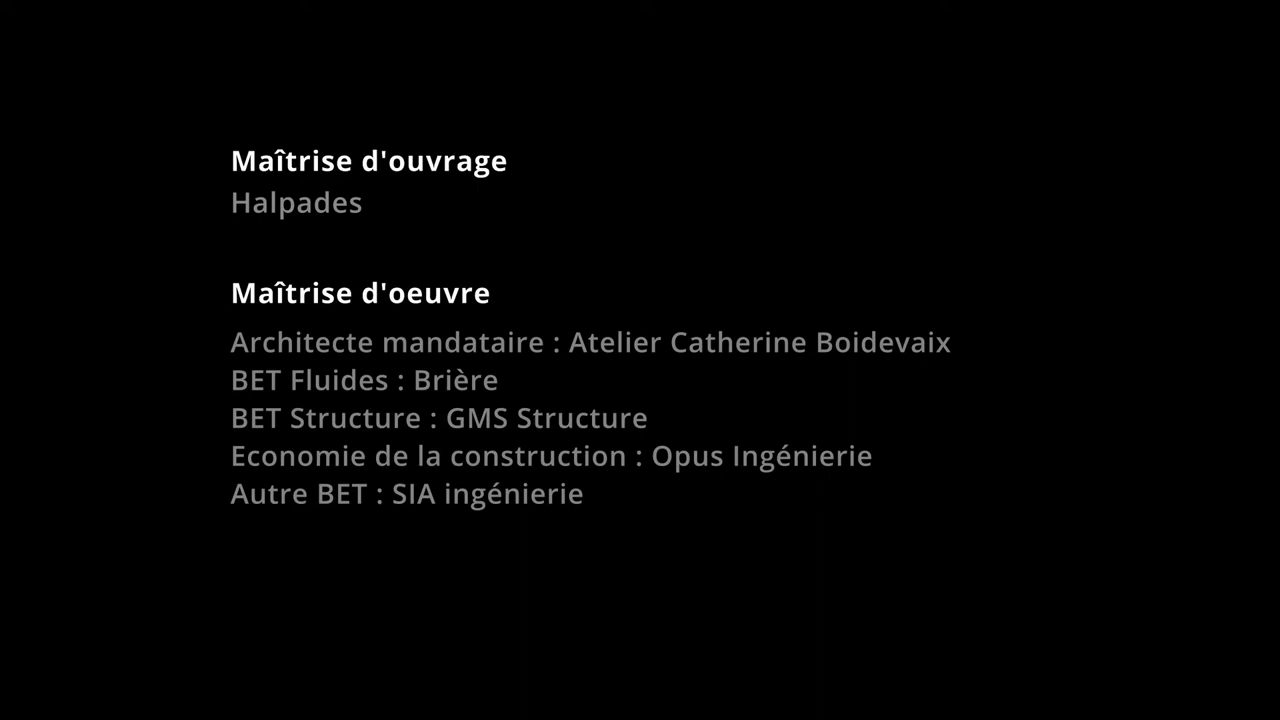 Maîtrise d'ouvrage
Halpades
Maîtrise d'oeuvre
Architecte mandataire : Atelier Catherine Boidevaix
BET Fluides : Brière
BET Structure : GMS Structure
Economie de la construction : Opus Ingénierie
Autre BET : SIA ingénierie